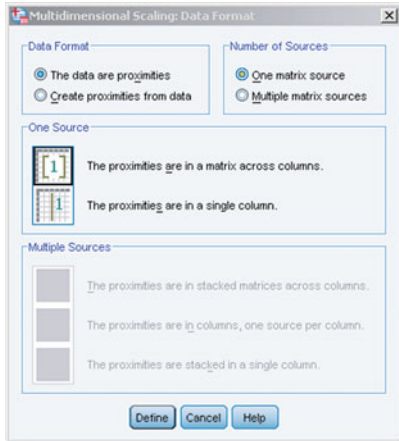 Multidimensional Scaling: Data Format
Data Format
The data are proximities
Create proximities from data
Number of Sources
One matrix source
Multiple matrix sources
One Source
[1]
The proximities are in a matrix across columns.
1
The proximities are in a single column.
Multiple Sources
The proximities are in stacked matrices across columns.
The proximities are in columns, one source per column.
The proximities are stacked in a single column.
Define
Cancel
Help